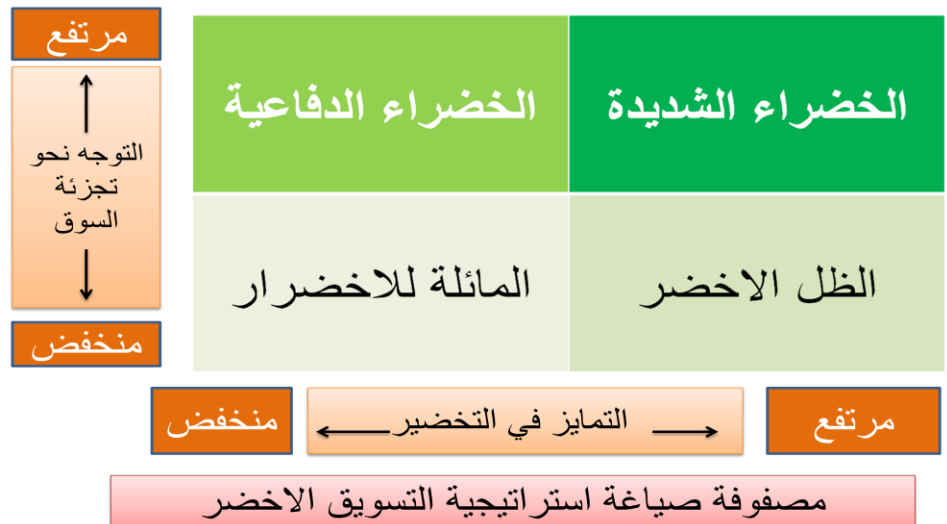 مرتفع
التوجه نحو
تجزئة
السوق
منخفض
الخضراء الشديدة
الخضراء الدفاعية
الظل الاخضر
المائلة للاخضرار
مرتفع
التمايز في التخضير
منخفض
مصفوفة صياغة استراتيجية التسويق الاخضر